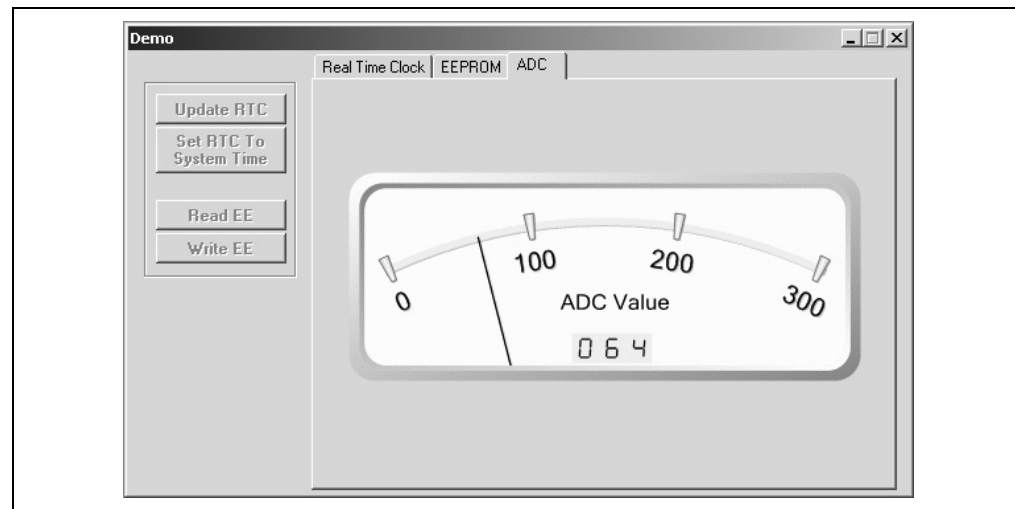 Demo
Real Time Clock EEPROM ADC
Update RTC
Set RTC To
System Time
Read EE
Write EE
0 100 200 300
ADC Value
064